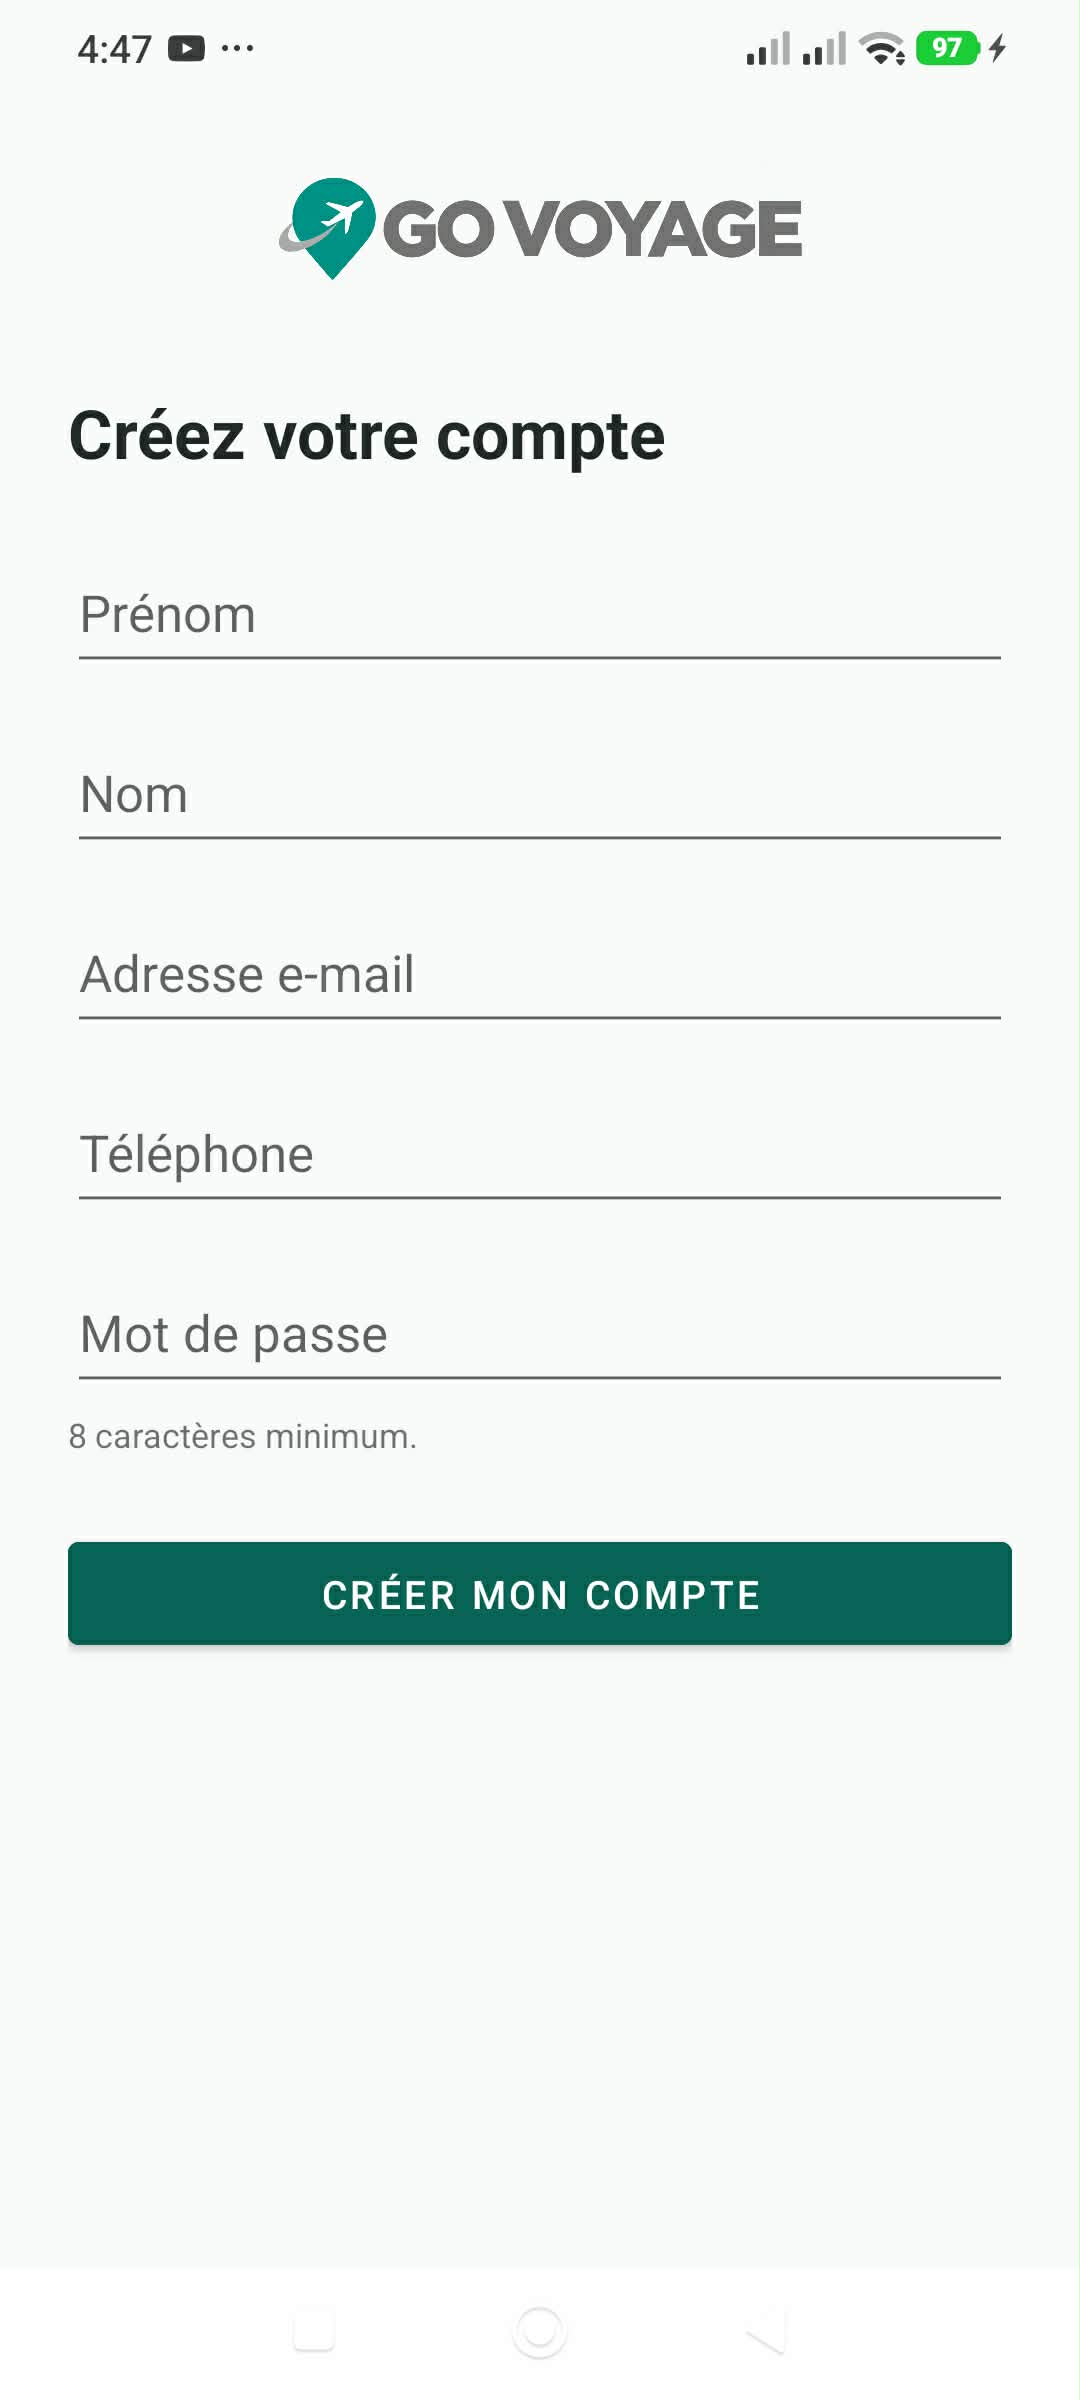 4:47
97
GO VOYAGE
Créez votre compte
Prénom
Nom
Adresse e-mail
Téléphone
Mot de passe
8 caractères minimum.
CRÉER MON COMPTE